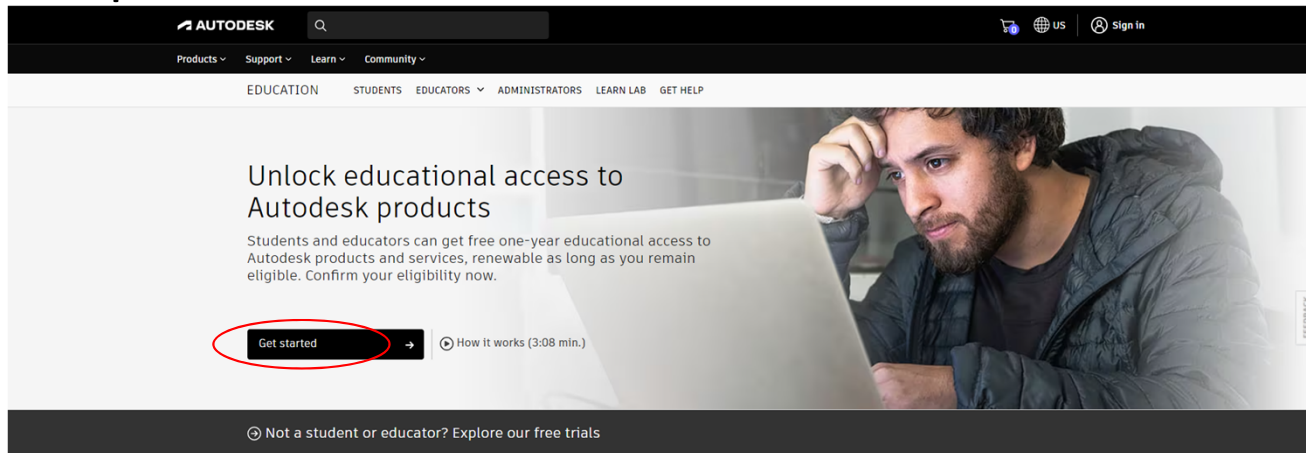 AUTODESK
0
US
Sign in
Products
Support
Learn
Community
EDUCATION
STUDENTS
EDUCATORS
ADMINISTRATORS
LEARN LAB
GET HELP
Unlock educational access to
Autodesk products
Students and educators can get free one-year educational access to
Autodesk products and services, renewable as long as you remain
eligible. Confirm your eligibility now.
Get started
How it works (3:08 min.)
FEEDBACK
Not a student or educator? Explore our free trials